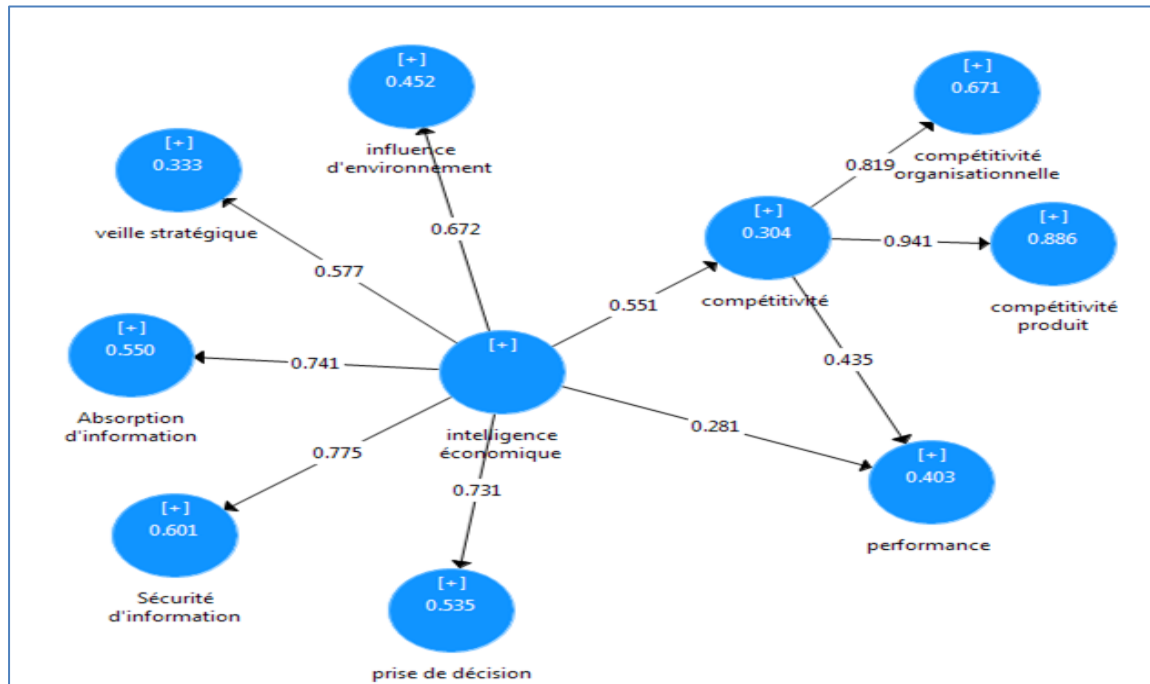 [+]
0.452
influence
d'environnement
[+]
0.671
compétitivité
organisationnelle
[+]
0.333
veille stratégique
0.819
[+]
0.304
compétitivité
[+]
0.886
compétitivité
produit
0.941
0.672
0.577
0.551
[+]
0.550
Absorption
d'information
0.741
[+]
intelligence
économique
0.435
0.281
0.775
0.731
[+]
0.403
performance
[+]
0.601
Sécurité
d'information
[+]
0.535
prise de décision